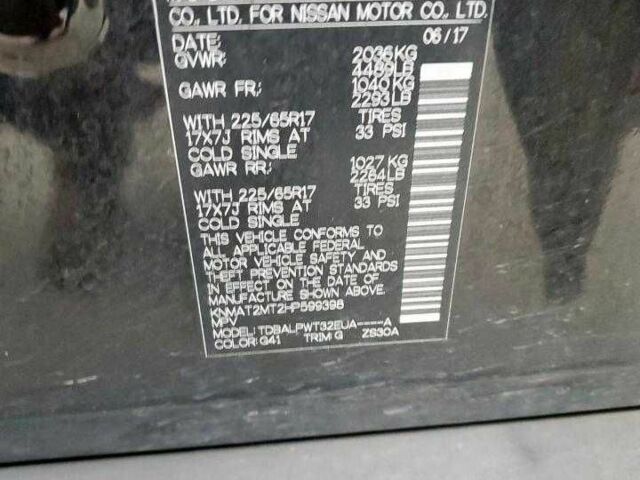 CO., LTD. FOR NISSAN MOTOR CO., LTD.
DATE: 06/17
GVWR: 2036KG
4489LB
GAWR FR: 1040KG
2293LB
WITH 225/65R17 TIRES
17X7J RIMS AT 33 PSI
COLD SINGLE
GAWR RR: 1027 KG
2264LB
WITH 225/65R17 TIRES
17X7J RIMS AT 33 PSI
COLD SINGLE
THIS VEHICLE CONFORMS TO
ALL APPLICABLE FEDERAL
MOTOR VEHICLE SAFETY AND
THEFT PREVENTION STANDARDS
IN EFFECT ON THE DATE OF
MANUFACTURE SHOWN ABOVE.
KNMAT2MT2HP599398
MPV
MODEL: TDBALPWT32EUA----A
COLOR: G41 TRIM: G ZS30A